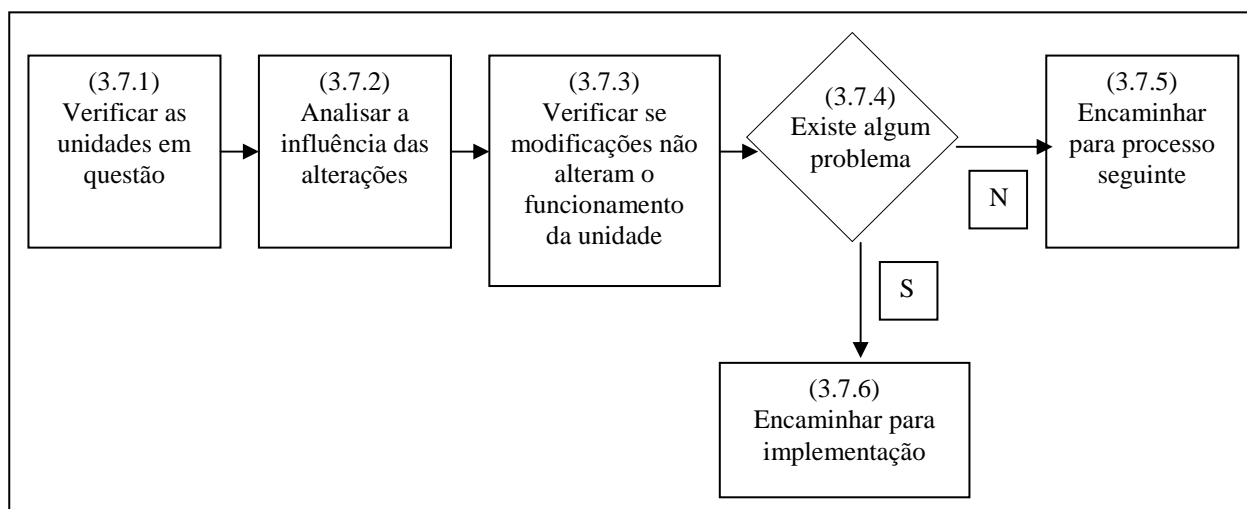 (3.7.1)
Verificar as
unidades em
questão
(3.7.2)
Analisar a
influência das
alterações
(3.7.3)
Verificar se
modificações não
alteram o
funcionamento
da unidade
(3.7.4)
Existe algum
problema
(3.7.5)
Encaminhar
para processo
seguinte
N
S
(3.7.6)
Encaminhar para
implementação